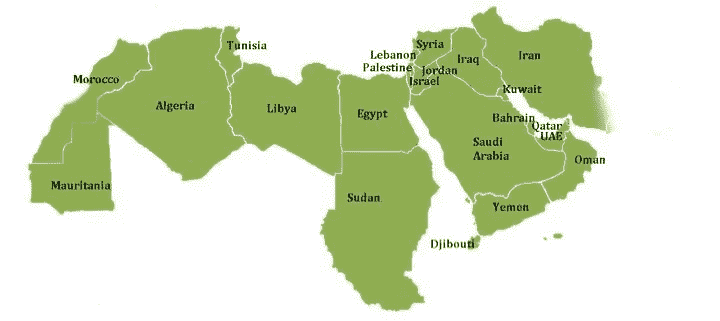 Tunisia
Syria
Lebanon
Palestine
Jordan
Israel
Iraq
Iran
Kuwait
Morocco
Algeria
Libya
Egypt
Bahrain
Qatar
UAE
Saudi
Arabia
Oman
Mauritania
Sudan
Yemen
Djibouti